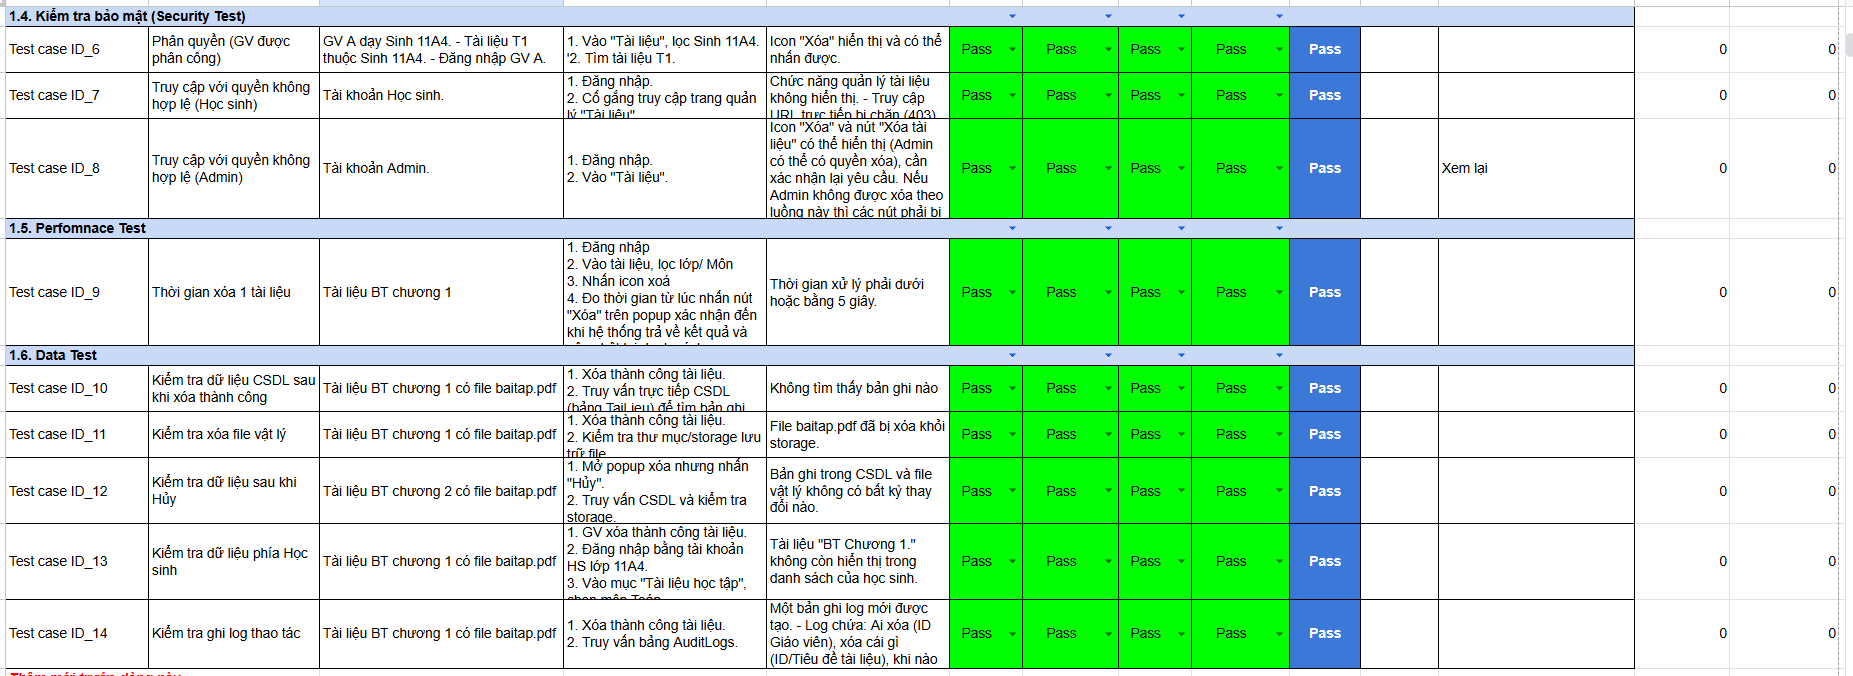 1.4. Kiểm tra bảo mật (Security Test)
Test case ID_6
Phân quyền (GV được
phân công)
GV A dạy Sinh 11A4. - Tài liệu T1
thuộc Sinh 11A4. - Đăng nhập GV A.
1. Vào "Tài liệu", lọc Sinh 11A4.
'2. Tìm tài liệu T1.
Icon "Xóa" hiển thị và có thể
nhấn được.
Pass
Pass
Pass
Pass
Pass
0
0
Test case ID_7
Truy cập với quyền không
hợp lệ (Học sinh)
Tài khoản Học sinh.
1. Đăng nhập.
2. Cố gắng truy cập trang quản
lý "Tài liệu"
Chức năng quản lý tài liệu
không hiển thị. - Truy cập
URL trực tiếp bị chặn (403)
Pass
Pass
Pass
Pass
Pass
0
0
Test case ID_8
Truy cập với quyền không
hợp lệ (Admin)
Tài khoản Admin.
1. Đăng nhập.
2. Vào "Tài liệu".
Icon "Xóa" và nút "Xóa tài
liệu" có thể hiển thị (Admin
có thể có quyền xóa), cần
xác nhận lại yêu cầu. Nếu
Admin không được xóa theo
luồng này thì các nút phải bị
Pass
Pass
Pass
Pass
Pass
Xem lại
0
0
1.5. Perfomnace Test
Test case ID_9
Thời gian xóa 1 tài liệu
Tài liệu BT chương 1
1. Đăng nhập
2. Vào tài liệu, lọc lớp/ Môn
3. Nhấn icon xoá
4. Đo thời gian từ lúc nhấn nút
"Xóa" trên popup xác nhận đến
khi hệ thống trả về kết quả và
Thời gian xử lý phải dưới
hoặc bằng 5 giây.
Pass
Pass
Pass
Pass
Pass
0
0
1.6. Data Test
Test case ID_10
Kiểm tra dữ liệu CSDL sau
khi xóa thành công
Tài liệu BT chương 1 có file baitap.pdf
1. Xóa thành công tài liệu.
2. Truy vấn trực tiếp CSDL
(bảng TaiLieu) để tìm bản ghi
Không tìm thấy bản ghi nào
Pass
Pass
Pass
Pass
Pass
0
0
Test case ID_11
Kiểm tra xóa file vật lý
Tài liệu BT chương 1 có file baitap.pdf
1. Xóa thành công tài liệu.
2. Kiểm tra thư mục/storage lưu
trữ file
File baitap.pdf đã bị xóa khỏi
storage.
Pass
Pass
Pass
Pass
Pass
0
0
Test case ID_12
Kiểm tra dữ liệu sau khi
Hủy
Tài liệu BT chương 2 có file baitap.pdf
1. Mở popup xóa nhưng nhấn
"Hủy".
2. Truy vấn CSDL và kiểm tra
storage.
Bản ghi trong CSDL và file
vật lý không có bất kỳ thay
đổi nào.
Pass
Pass
Pass
Pass
Pass
0
0
Test case ID_13
Kiểm tra dữ liệu phía Học
sinh
Tài liệu BT chương 1 có file baitap.pdf
1. GV xóa thành công tài liệu.
2. Đăng nhập bằng tài khoản
HS lớp 11A4.
3. Vào mục "Tài liệu học tập",
chọn môn Toán
Tài liệu "BT Chương 1."
không còn hiển thị trong
danh sách của học sinh.
Pass
Pass
Pass
Pass
Pass
0
0
Test case ID_14
Kiểm tra ghi log thao tác
Tài liệu BT chương 1 có file baitap.pdf
1. Xóa thành công tài liệu.
2. Truy vấn bảng AuditLogs.
Một bản ghi log mới được
tạo. - Log chứa: Ai xóa (ID
Giáo viên), xóa cái gì
(ID/Tiêu đề tài liệu), khi nào
Pass
Pass
Pass
Pass
Pass
0
0
Thêm mới trước dòng này